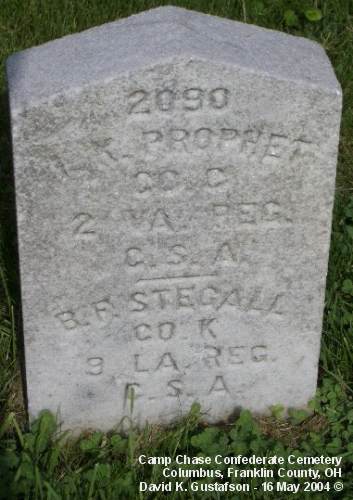 2090
K. PROPHET
CO. C
2 VA. REG.
C. S. A.
B. F. STEGALL
CO K
3 LA. REG.
C. S. A.
Camp Chase Confederate Cemetery
Columbus, Franklin County, OH
David K. Gustafson - 16 May 2004 ©